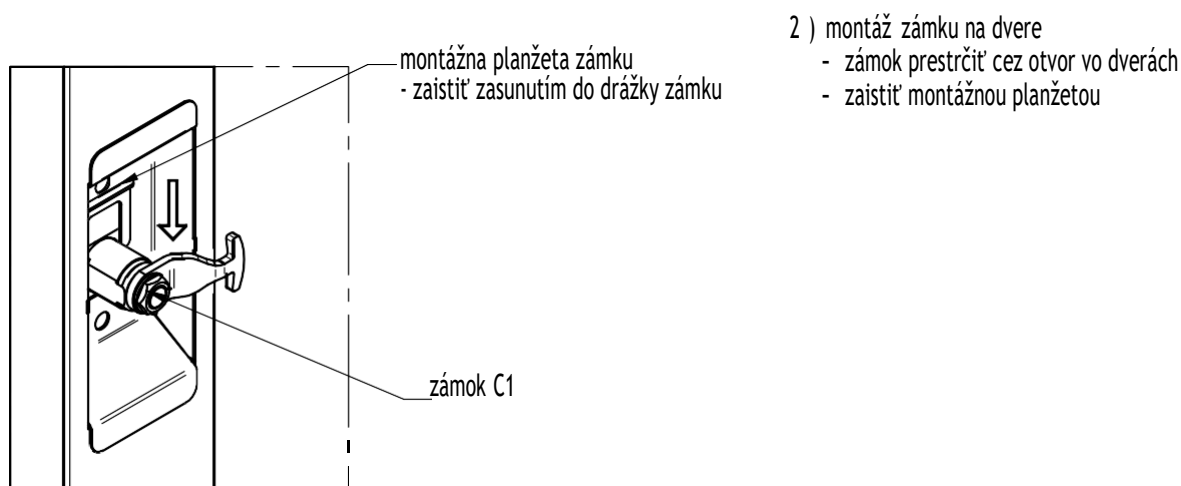 montážna planžeta zámku
- zaistiť zasunutím do drážky zámku
2 ) montáž zámku na dvere
- zámok prestrčiť cez otvor vo dverách
- zaistiť montážnou planžetou
zámok C1